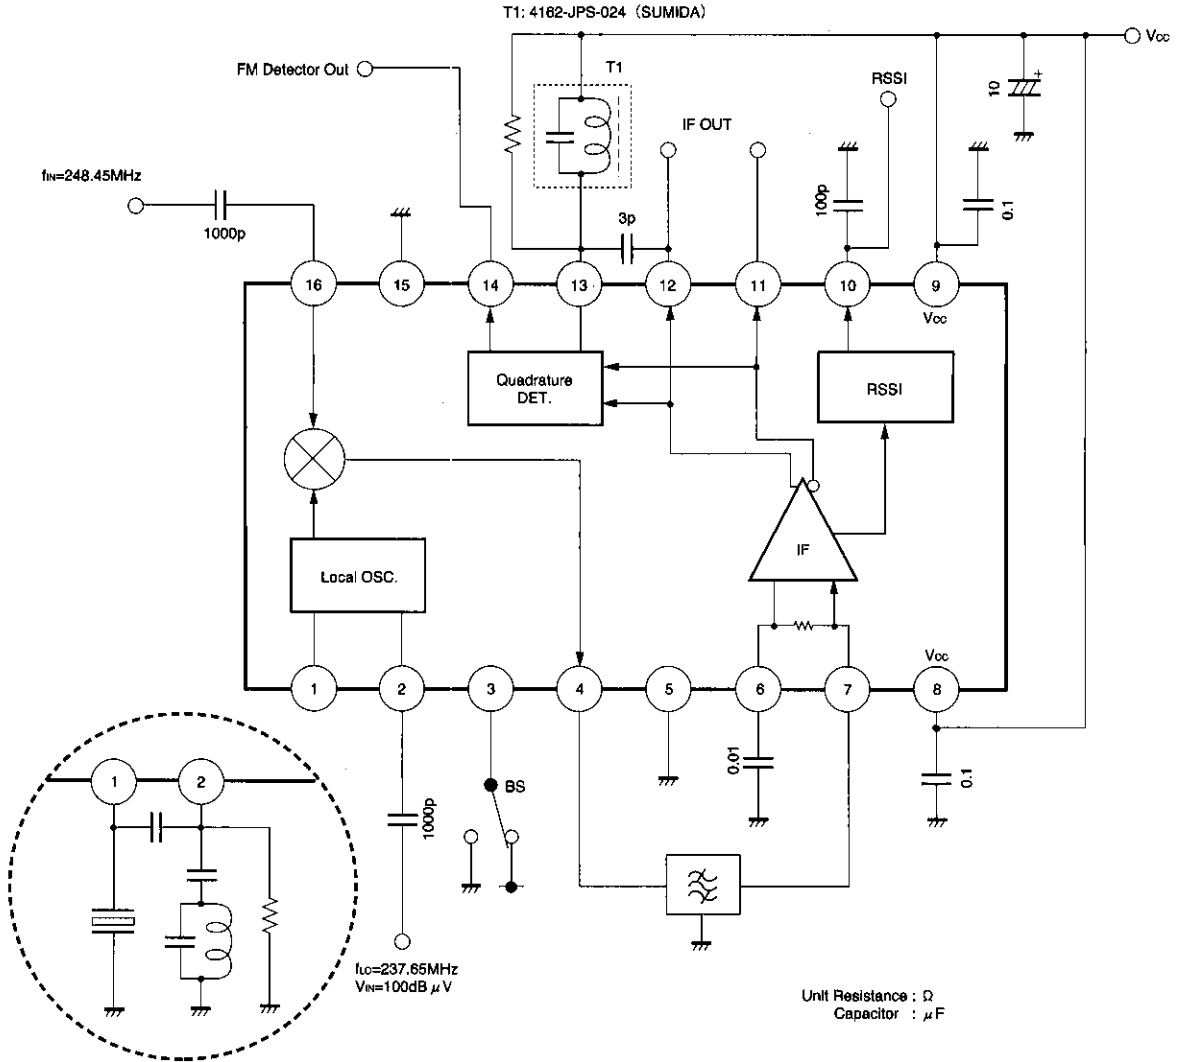 T1: 4162-JPS-024 (SUMIDA)
Vcc
FM Detector Out
T1
RSSI
10
+
IF OUT
fIN=248.45MHz
1000p
3p
100p
0.1
16
15
14
13
12
11
10
9
Vcc
Quadrature
DET.
RSSI
IF
Local OSC.
Vcc
1
2
3
4
5
6
7
8
1000p
BS
0.01
0.1
1
2
fLO=237.65MHz
VIN=100dB μV
Unit Resistance : Ω
Capacitor : μF